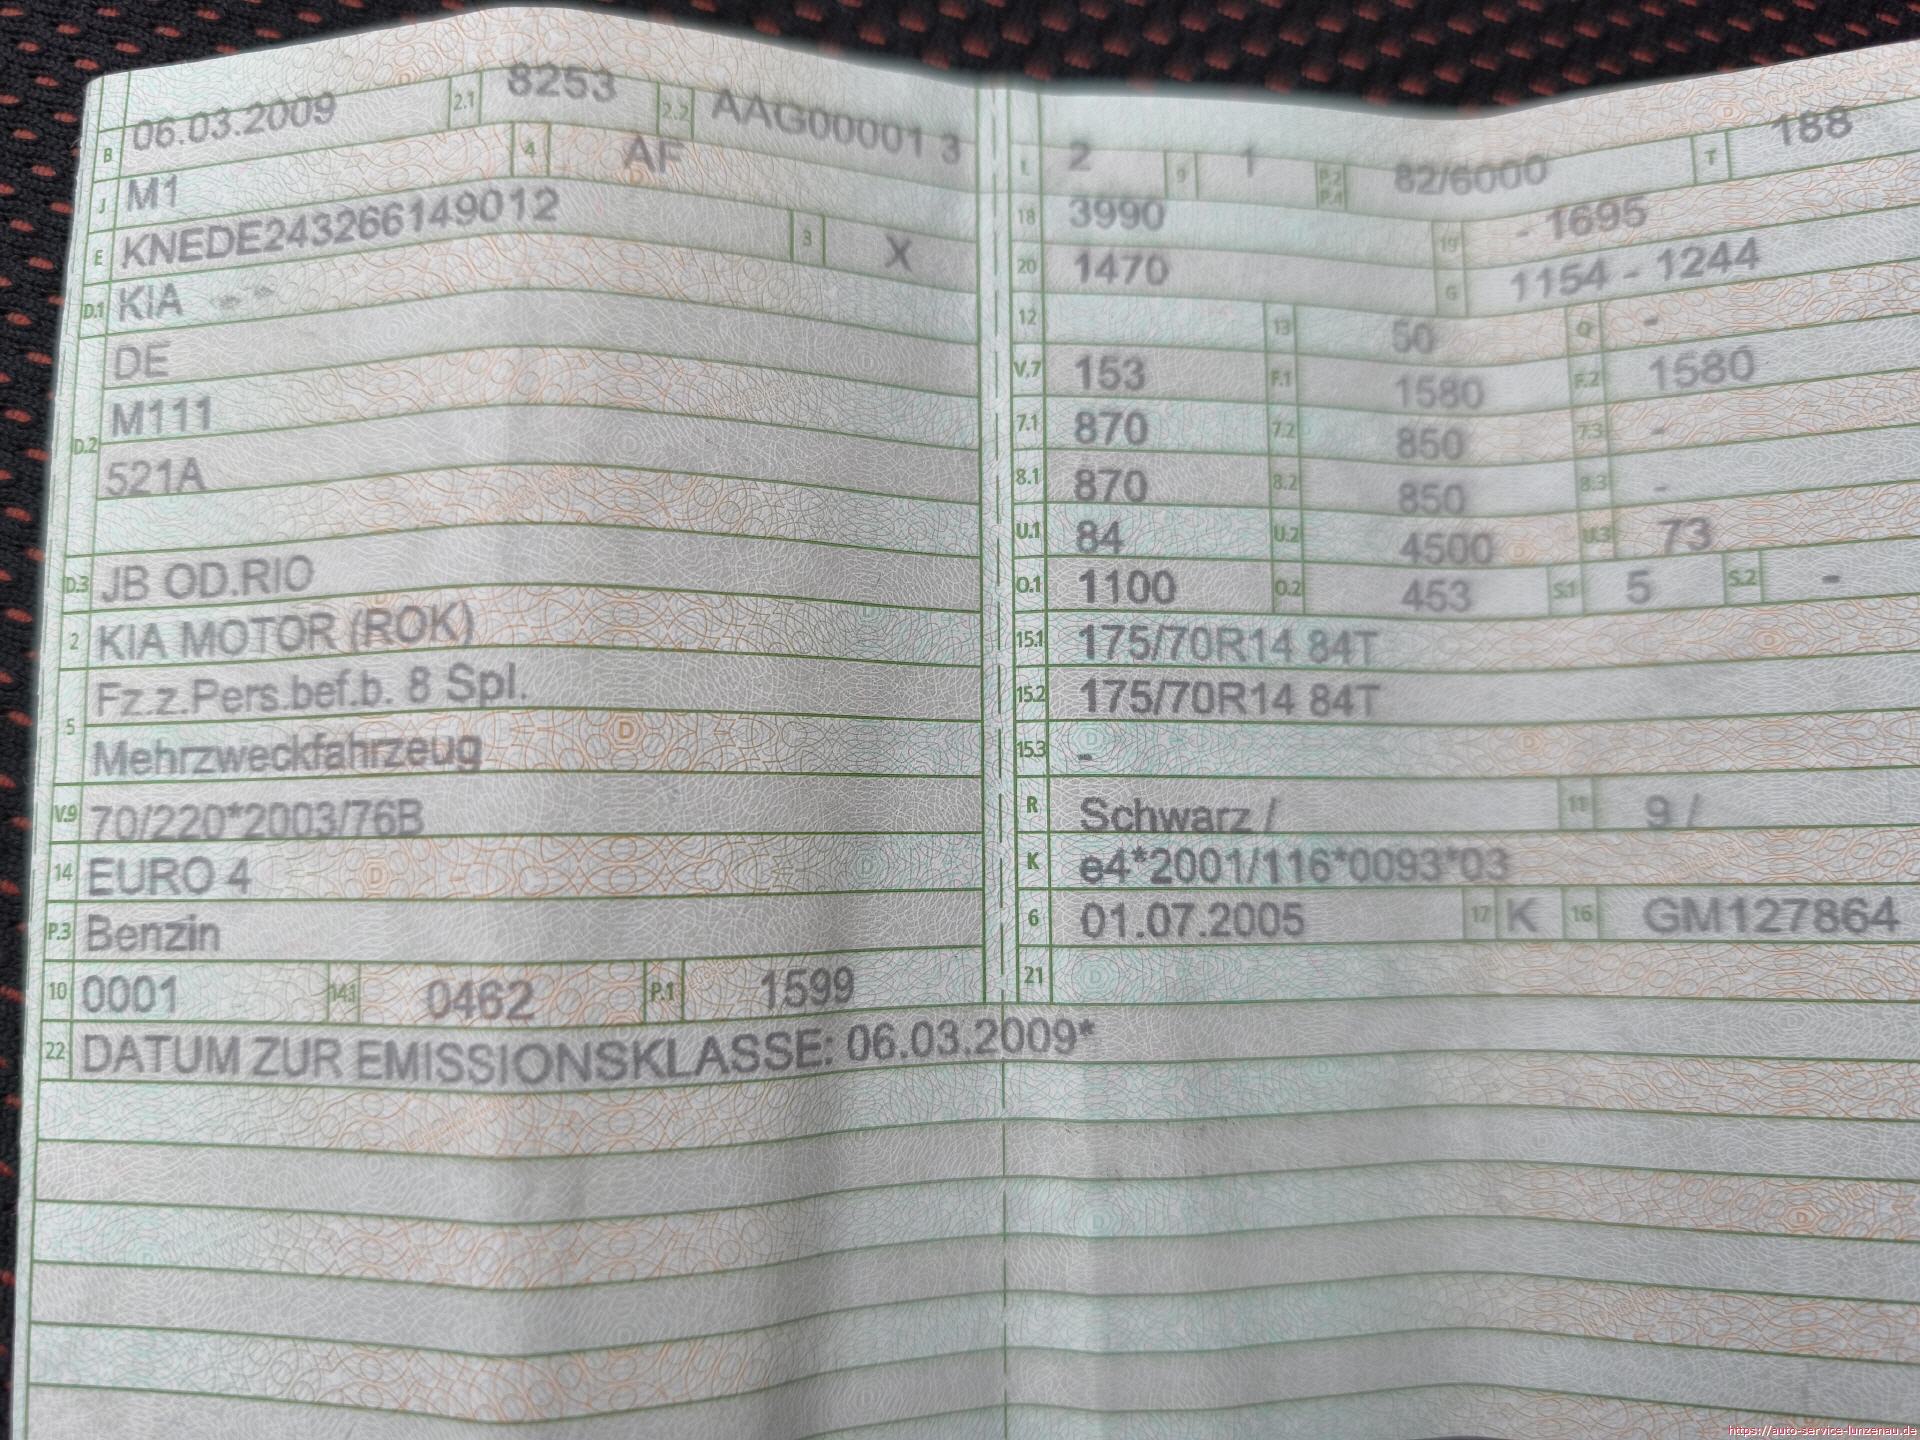 B 06.03.2009 2.1 8253 2.2 AAG00001 3
J M1 4 AF
E KNEDE243266149012 3 X
D.1 KIA
DE
D.2 M111
521A
D.3 JB OD.RIO
2 KIA MOTOR (ROK)
5 Fz.z.Pers.bef.b. 8 Spl.
Mehrzweckfahrzeug
V.9 70/220*2003/76B
14 EURO 4
P.3 Benzin
10 0001 14.1 0462 P.1 1599
L 2 9 1 P.2 P.4 82/6000 T 188
18 3990 19 - 1695
20 1470 G 1154 - 1244
12 13 50 Q -
V.7 153 F.1 1580 F.2 1580
7.1 870 7.2 850 7.3 -
8.1 870 8.2 850 8.3 -
U.1 84 U.2 4500 U.3 73
O.1 1100 O.2 453 S.1 5 S.2 -
15.1 175/70R14 84T
15.2 175/70R14 84T
15.3 -
R Schwarz / 11 9 /
K e4*2001/116*0093*03
6 01.07.2005 17 K 16 GM127864
21
22 DATUM ZUR EMISSIONSKLASSE: 06.03.2009*
https://auto-service-lunzenau.de